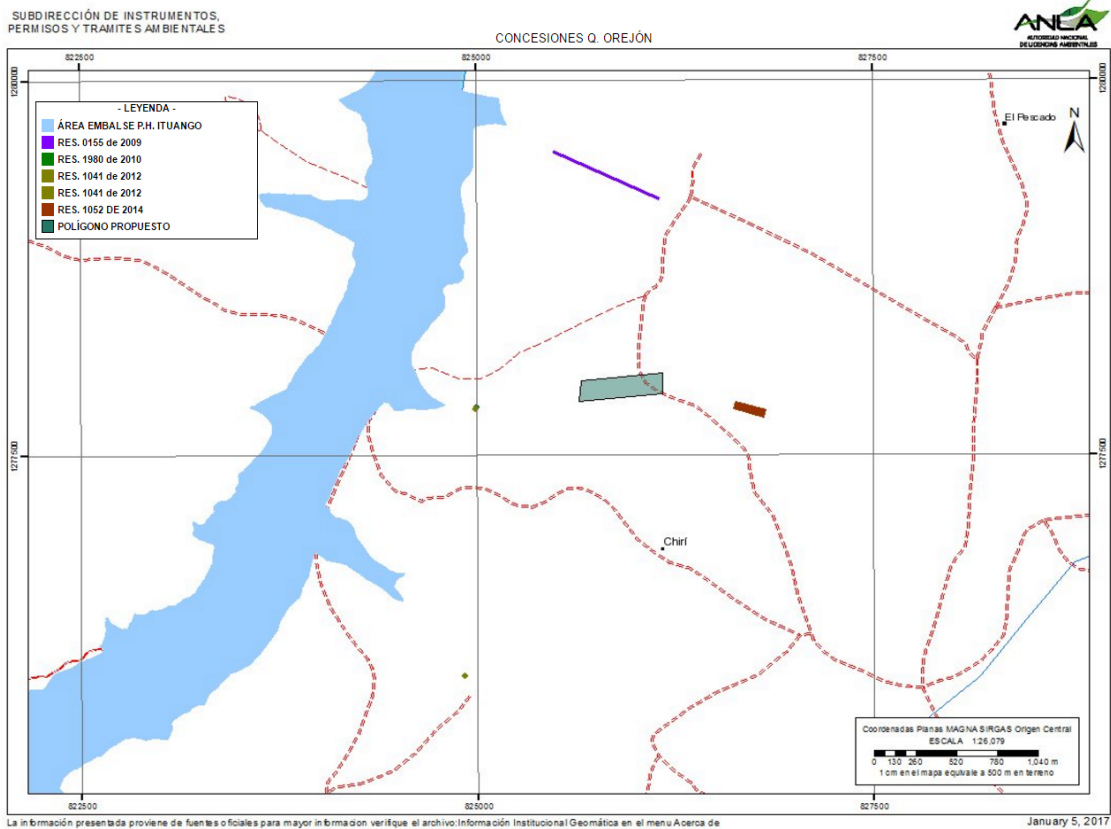 SUBDIRECCIÓN DE INSTRUMENTOS,
PERMISOS Y TRAMITES AMBIENTALES
ANLA
AUTORIDAD NACIONAL
DE LICENCIAS AMBIENTALES
CONCESIONES Q. OREJÓN
822500
825000
827500
1280000
1280000
- LEYENDA -
ÁREA EMBALSE P.H. ITUANGO
RES. 0155 de 2009
RES. 1980 de 2010
RES. 1041 de 2012
RES. 1041 de 2012
RES. 1052 DE 2014
POLÍGONO PROPUESTO
El Pescado
N
1277500
1277500
Chirí
Coordenadas Planas MAGNA SIRGAS Origen Central
ESCALA 1:26,079
0 130 260 520 780 1,040 m
1 cm en el mapa equivale a 500 m en terreno
822500
825000
827500
La información presentada proviene de fuentes oficiales para mayor informacion verifique el archivo:Información Institucional Geomática en el menu Acerca de
January 5, 2017